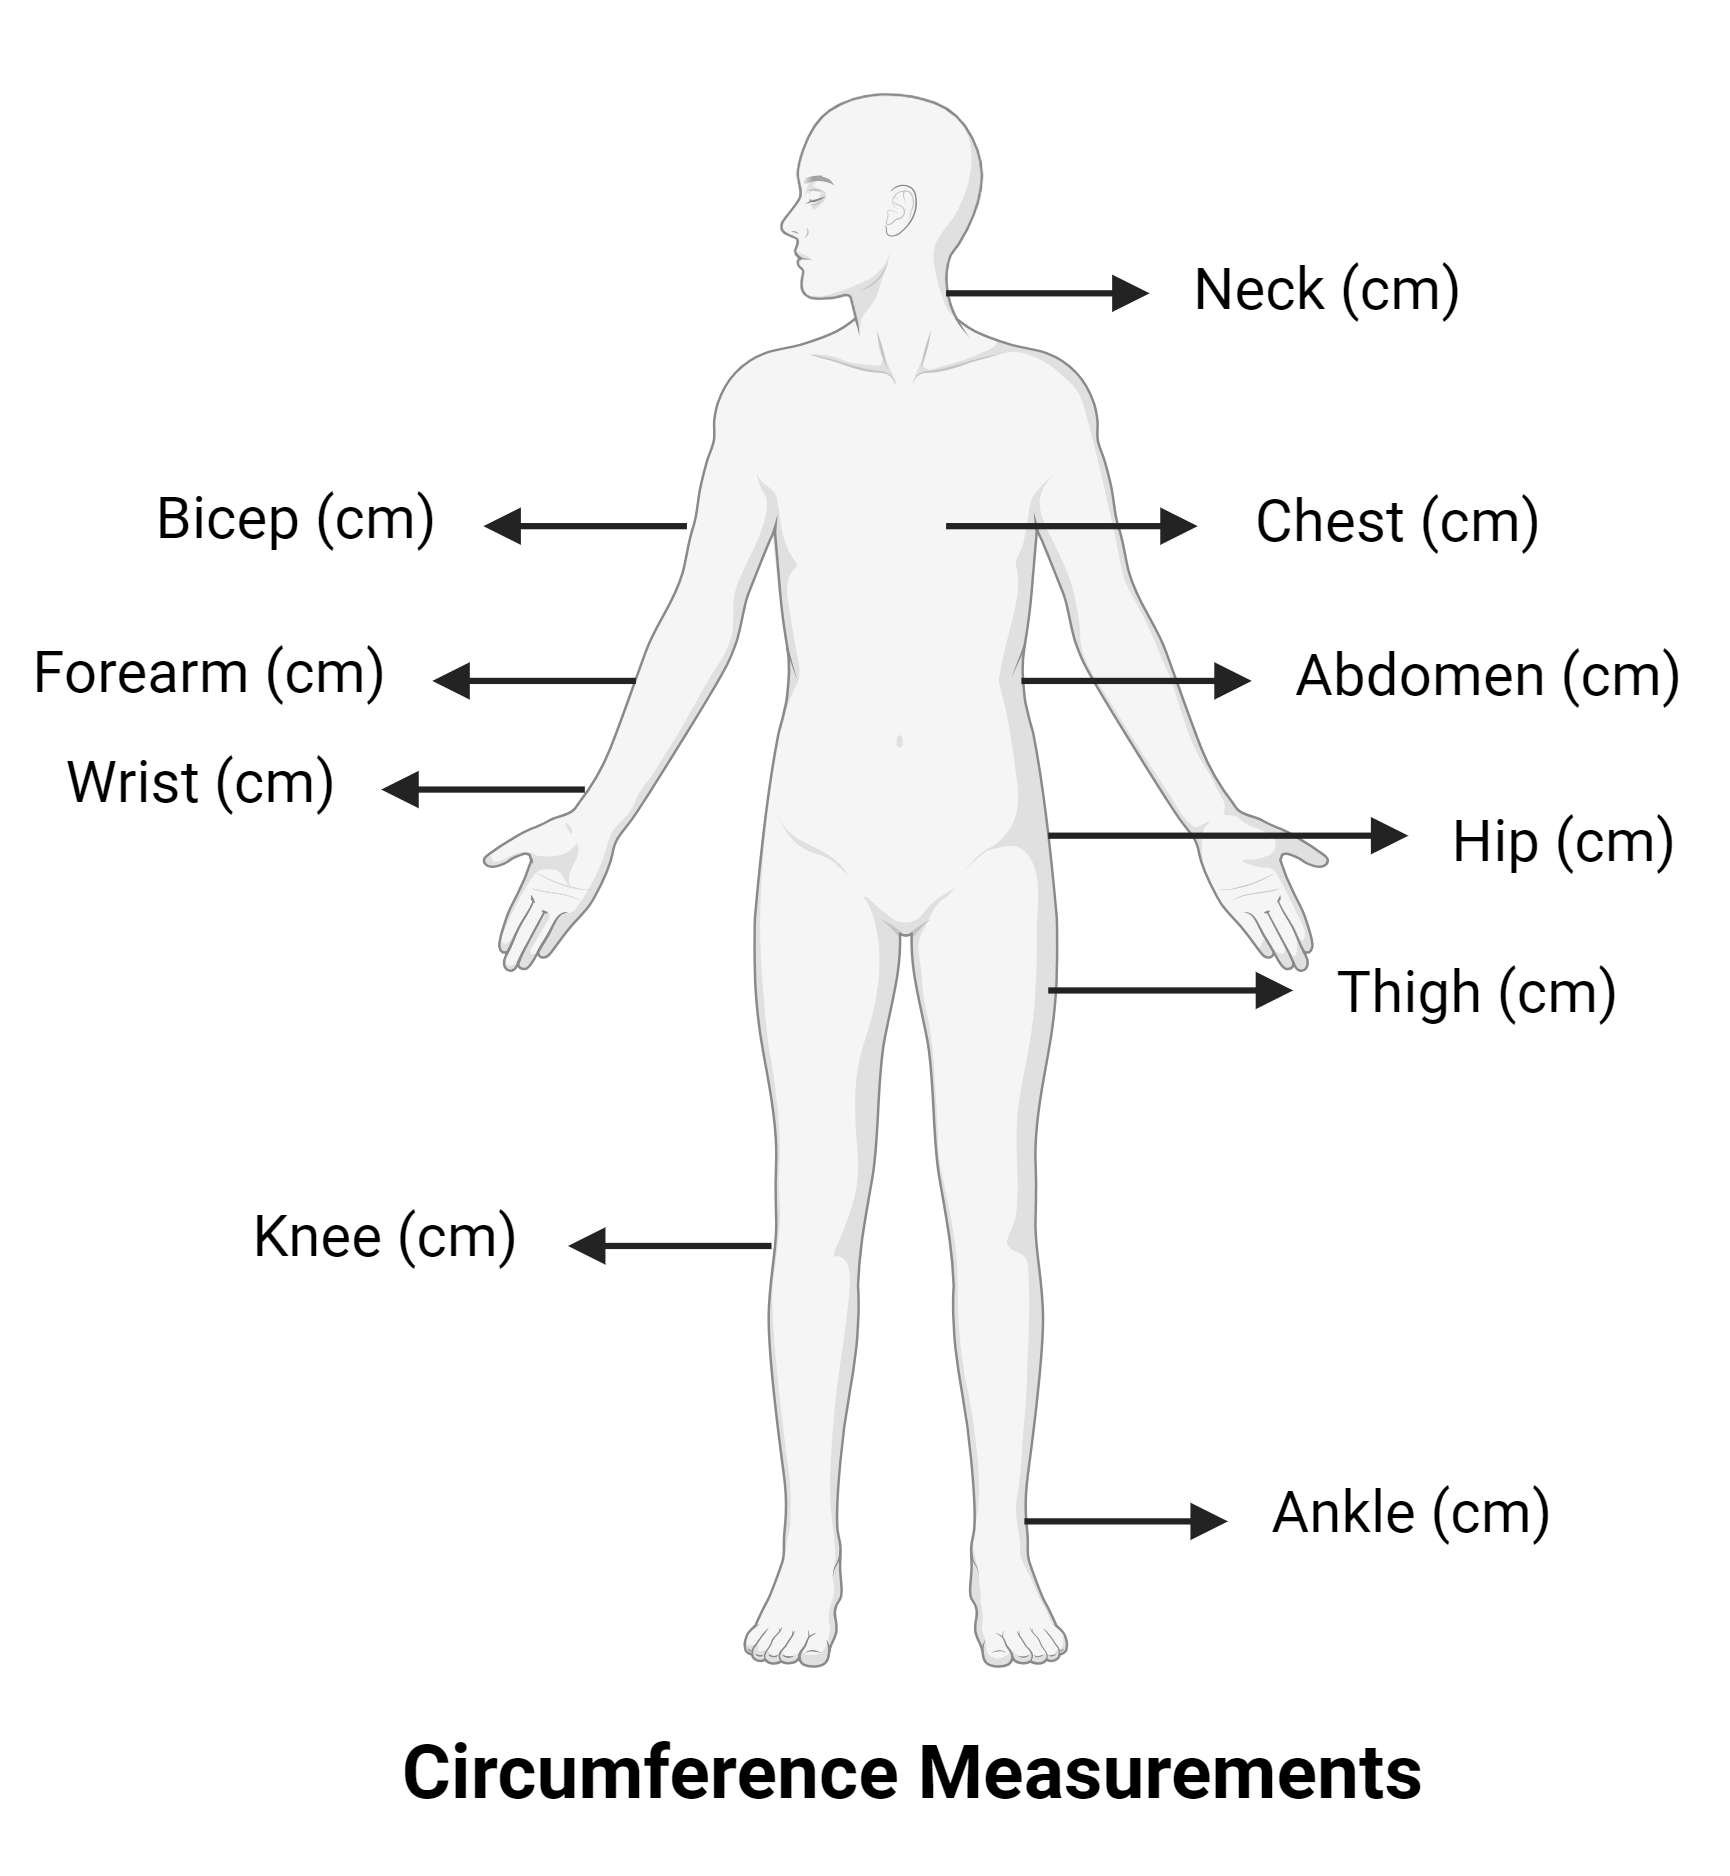 Neck (cm)
Bicep (cm)
Chest (cm)
Forearm (cm)
Abdomen (cm)
Wrist (cm)
Hip (cm)
Thigh (cm)
Knee (cm)
Ankle (cm)
Circumference Measurements